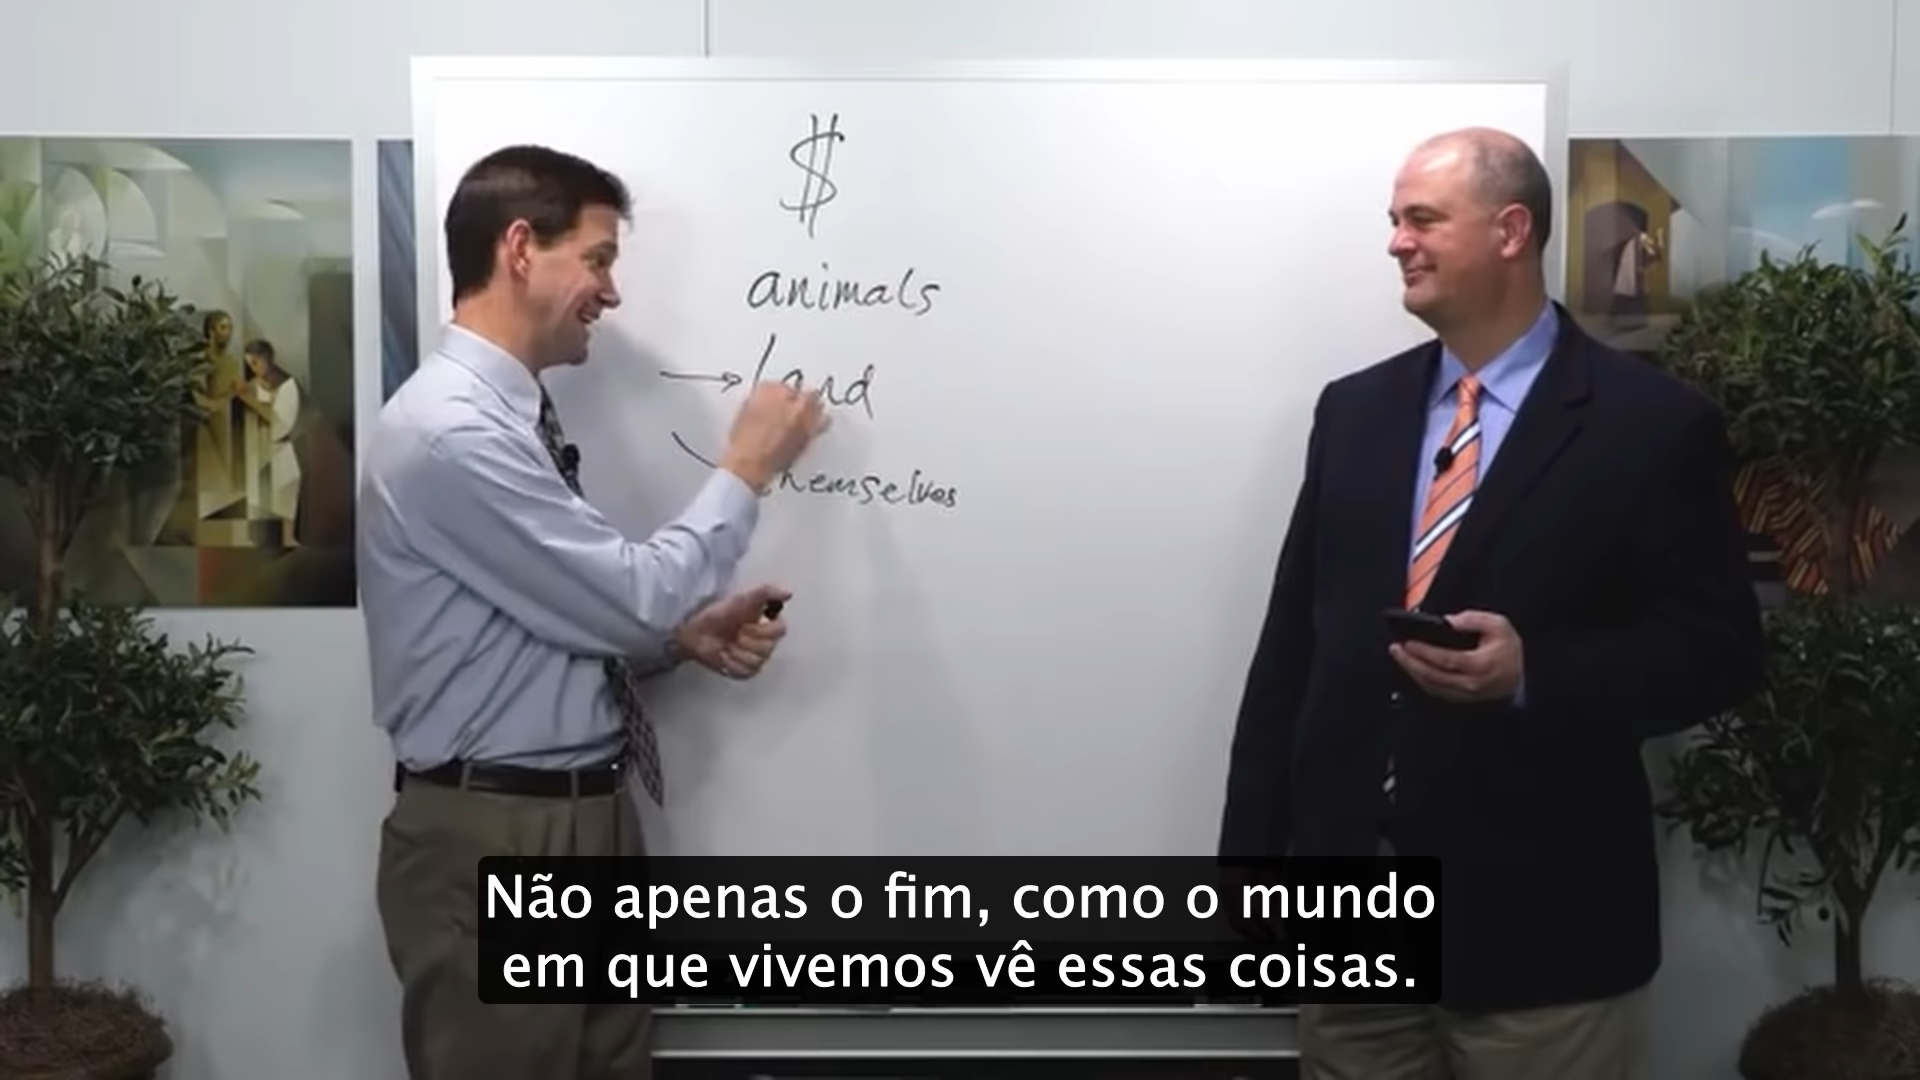 $
animals
land
themselves
Não apenas o fim, como o mundo
em que vivemos vê essas coisas.